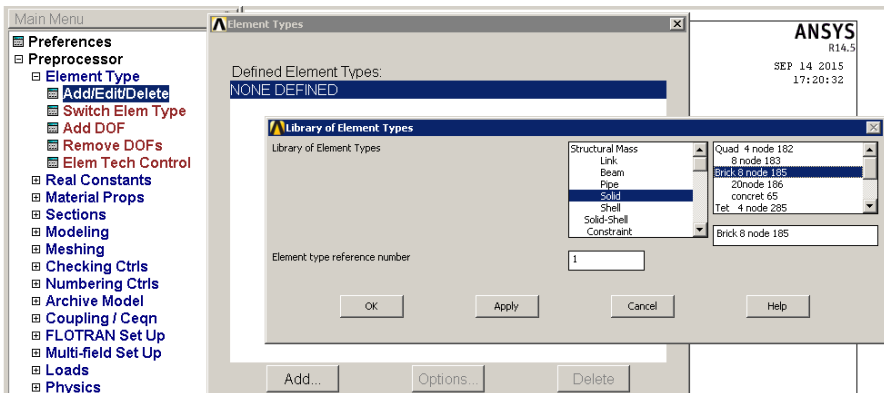 Main Menu
Preferences
Preprocessor
Element Type
Add/Edit/Delete
Switch Elem Type
Add DOF
Remove DOFs
Elem Tech Control
Real Constants
Material Props
Sections
Modeling
Meshing
Checking Ctrls
Numbering Ctrls
Archive Model
Coupling / Ceqn
FLOTRAN Set Up
Multi-field Set Up
Loads
Physics
Element Types
Defined Element Types:
NONE DEFINED
Library of Element Types
Library of Element Types
Structural Mass
Link
Beam
Pipe
Solid
Shell
Solid-Shell
Constraint
Quad 4 node 182
8 node 183
Brick 8 node 185
20node 186
concret 65
Tet 4 node 285
Brick 8 node 185
Element type reference number
1
OK
Apply
Cancel
Help
Add...
Options...
Delete
ANSYS
R14.5
SEP 14 2015
17:20:32